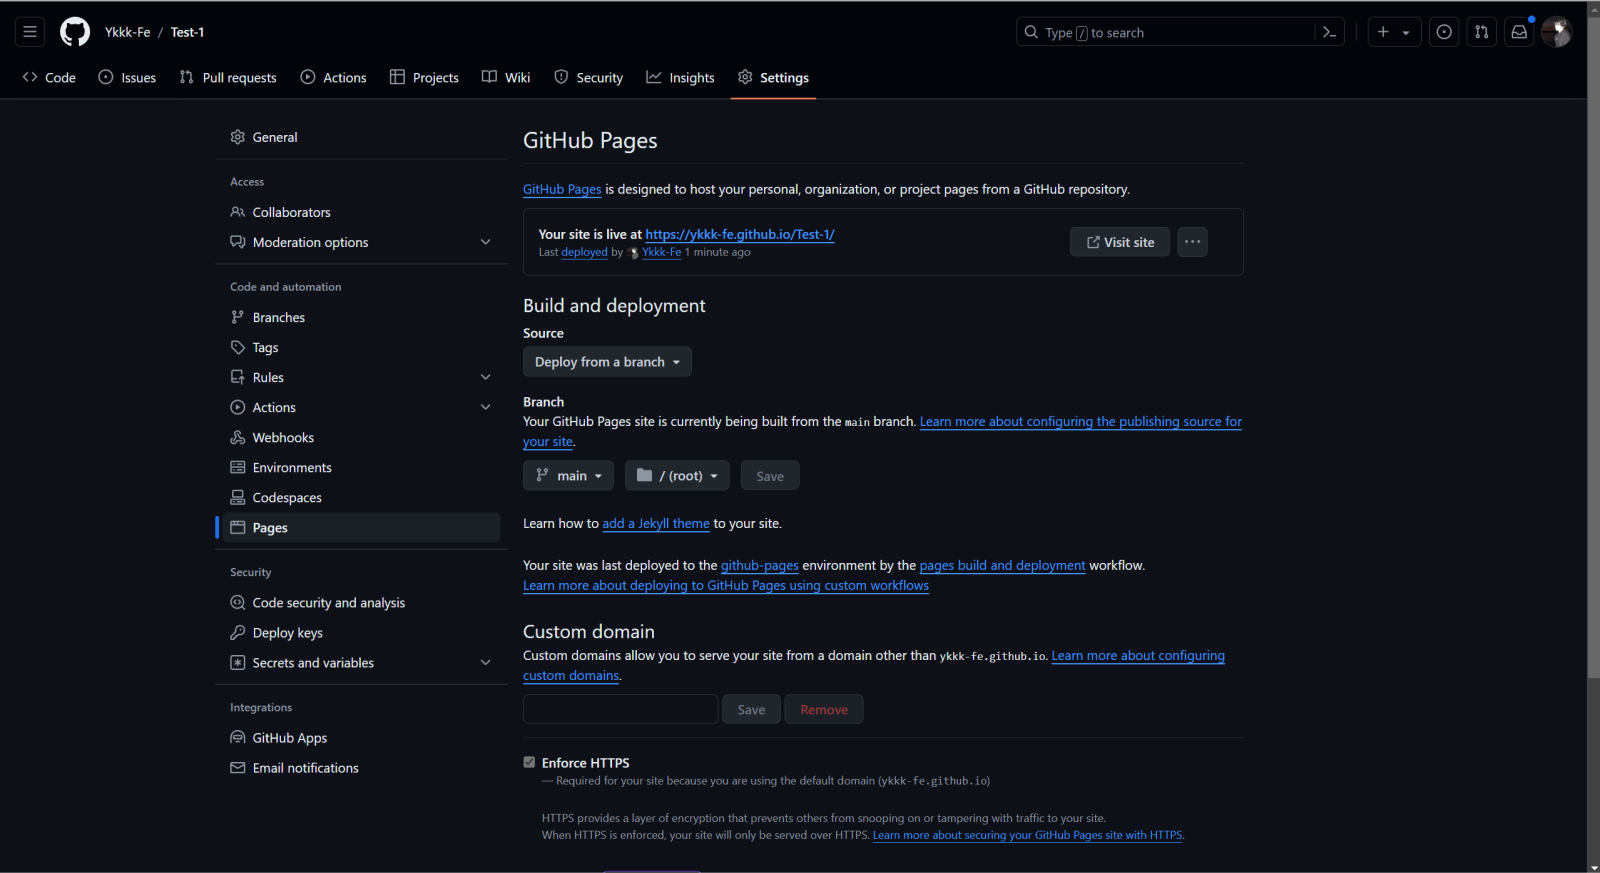 Ykkk-Fe / Test-1
Type / to search
Code Issues Pull requests Actions Projects Wiki Security Insights Settings
General
Access
Collaborators
Moderation options
Code and automation
Branches
Tags
Rules
Actions
Webhooks
Environments
Codespaces
Pages
Security
Code security and analysis
Deploy keys
Secrets and variables
Integrations
GitHub Apps
Email notifications
GitHub Pages
GitHub Pages is designed to host your personal, organization, or project pages from a GitHub repository.
Your site is live at https://ykkk-fe.github.io/Test-1/
Last deployed by Ykkk-Fe 1 minute ago
Visit site
Build and deployment
Source
Deploy from a branch
Branch
Your GitHub Pages site is currently being built from the main branch. Learn more about configuring the publishing source for
your site.
main / (root) Save
Learn how to add a Jekyll theme to your site.
Your site was last deployed to the github-pages environment by the pages build and deployment workflow.
Learn more about deploying to GitHub Pages using custom workflows
Custom domain
Custom domains allow you to serve your site from a domain other than ykkk-fe.github.io. Learn more about configuring
custom domains.
Save Remove
Enforce HTTPS
— Required for your site because you are using the default domain (ykkk-fe.github.io)
HTTPS provides a layer of encryption that prevents others from snooping on or tampering with traffic to your site.
When HTTPS is enforced, your site will only be served over HTTPS. Learn more about securing your GitHub Pages site with HTTPS.